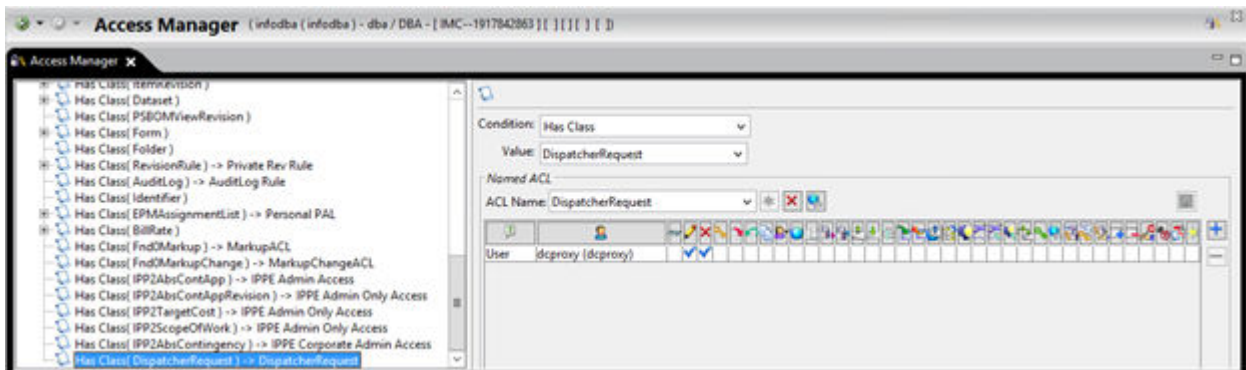 Access Manager ( infodba ( infodba ) - dba / DBA - [ IMC--1917842863 ] [ ] [ ] [ ] [ ])
Access Manager
Has Class( ItemRevision )
Has Class( Dataset )
Has Class( PSBOMViewRevision )
Has Class( Form )
Has Class( Folder )
Has Class( RevisionRule ) -> Private Rev Rule
Has Class( AuditLog ) -> AuditLog Rule
Has Class( Identifier )
Has Class( EPMAssignmentList ) -> Personal PAL
Has Class( BillRate )
Has Class( Fnd0Markup ) -> MarkupACL
Has Class( Fnd0MarkupChange ) -> MarkupChangeACL
Has Class( IPP2AbsContApp ) -> IPPE Admin Access
Has Class( IPP2AbsContAppRevision ) -> IPPE Admin Only Access
Has Class( IPP2TargetCost ) -> IPPE Admin Only Access
Has Class( IPP2ScopeOfWork ) -> IPPE Admin Only Access
Has Class( IPP2AbsContingency ) -> IPPE Corporate Admin Access
Has Class( DispatcherRequest ) -> DispatcherRequest
Condition: Has Class
Value: DispatcherRequest
Named ACL
ACL Name: DispatcherRequest
User dcproxy (dcproxy)